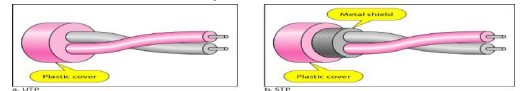 Metal shield
Plastic cover
Plastic cover
a. UTP
b. STP